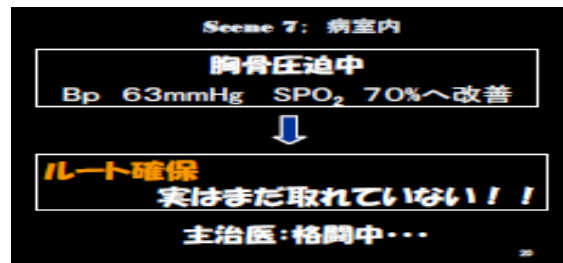 Scene 7: 病室内
胸骨圧迫中
Bp 63mmHg SPO₂ 70%へ改善
ルート確保
実はまだ取れていない！！
主治医:格闘中・・・
20